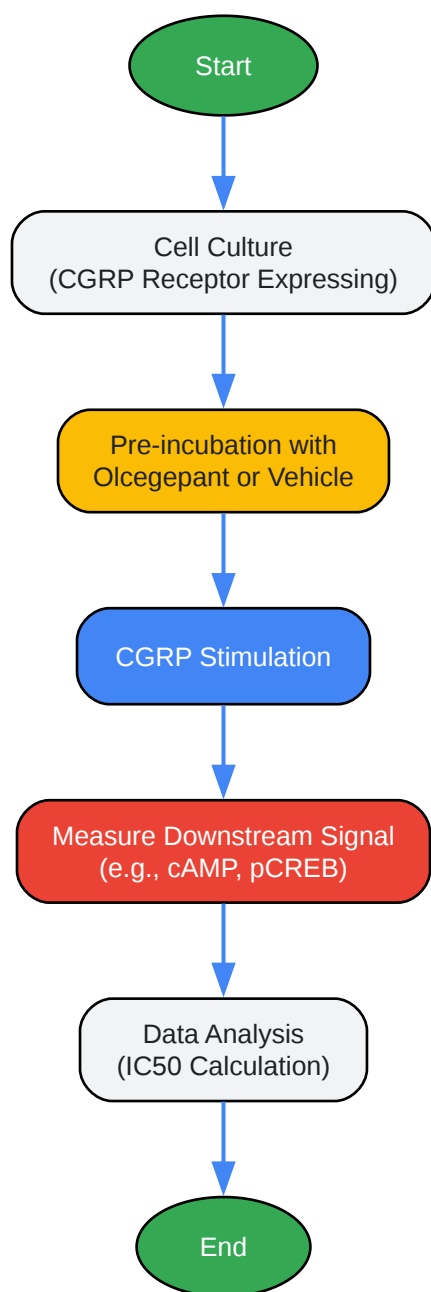 Start
Cell Culture
(CGRP Receptor Expressing)
Pre-incubation with
Olcegepant or Vehicle
CGRP Stimulation
Measure Downstream Signal
(e.g., cAMP, pCREB)
Data Analysis
(IC50 Calculation)
End